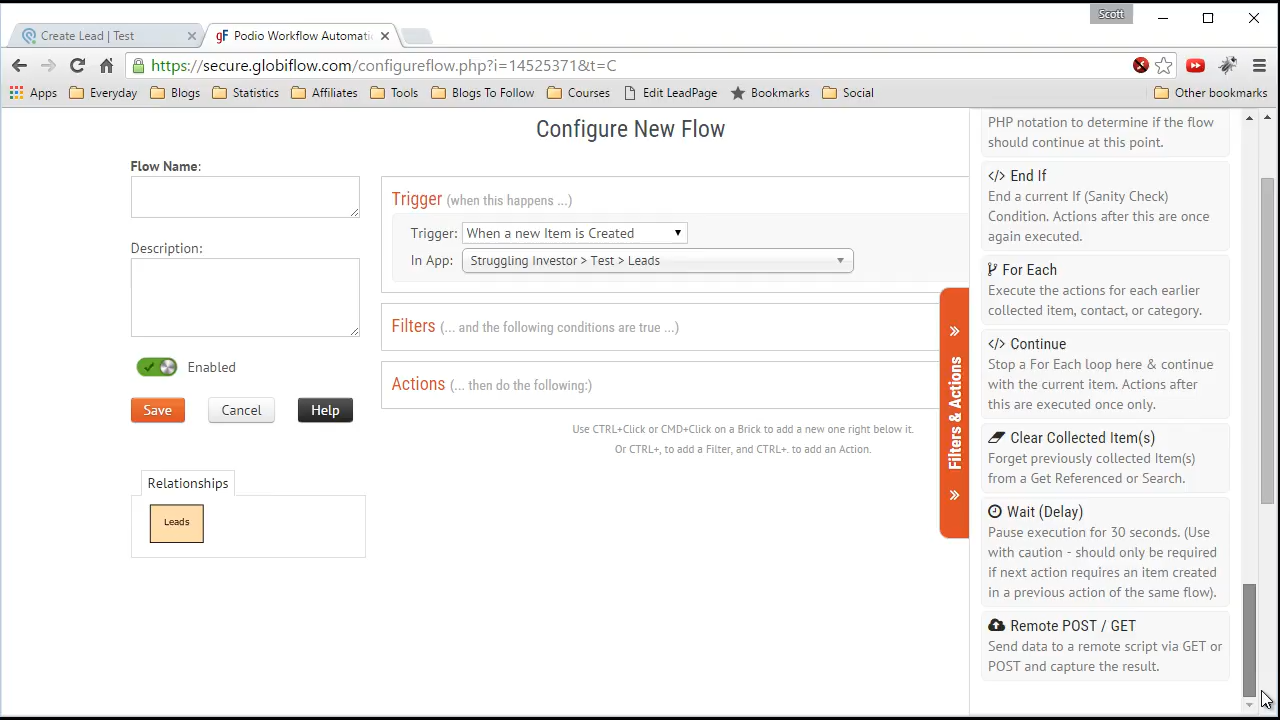 Scott
Create Lead | Test
gF Podio Workflow Automati
https://secure.globiflow.com/configureflow.php?i=14525371&t=C
Apps Everyday Blogs Statistics Affiliates Tools Blogs To Follow Courses Edit LeadPage Bookmarks Social Other bookmarks
Configure New Flow
Flow Name:
Description:
Enabled
Save Cancel Help
Relationships
Leads
Trigger (when this happens ...)
Trigger: When a new Item is Created
In App: Struggling Investor > Test > Leads
Filters (... and the following conditions are true ...)
Actions (... then do the following:)
Use CTRL+Click or CMD+Click on a Brick to add a new one right below it.
Or CTRL+, to add a Filter, and CTRL+. to add an Action.
Filters & Actions
PHP notation to determine if the flow
should continue at this point.
</> End If
End a current If (Sanity Check)
Condition. Actions after this are once
again executed.
For Each
Execute the actions for each earlier
collected item, contact, or category.
</> Continue
Stop a For Each loop here & continue
with the current item. Actions after
this are executed once only.
Clear Collected Item(s)
Forget previously collected Item(s)
from a Get Referenced or Search.
Wait (Delay)
Pause execution for 30 seconds. (Use
with caution - should only be required
if next action requires an item created
in a previous action of the same flow).
Remote POST / GET
Send data to a remote script via GET or
POST and capture the result.